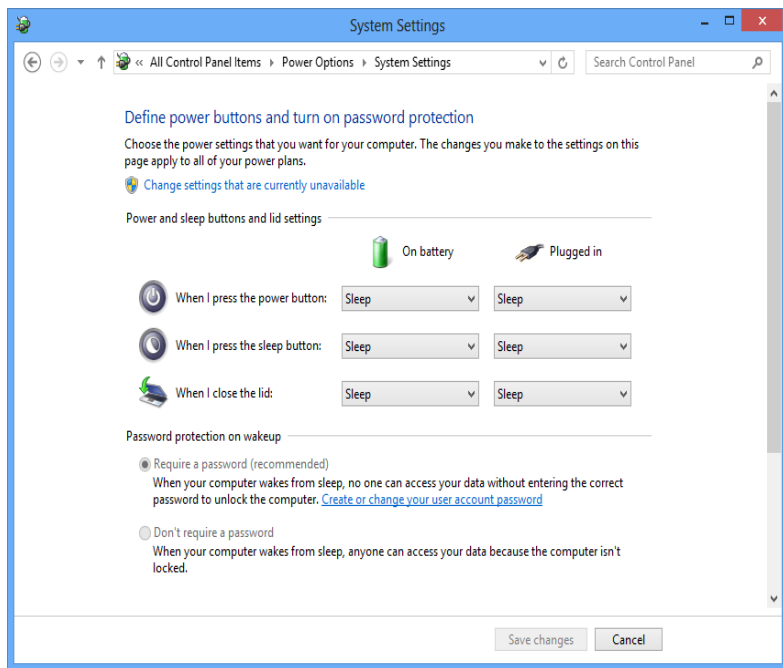 System Settings
« All Control Panel Items Power Options System Settings Search Control Panel
Define power buttons and turn on password protection
Choose the power settings that you want for your computer. The changes you make to the settings on this
page apply to all of your power plans.
Change settings that are currently unavailable
Power and sleep buttons and lid settings
On battery Plugged in
When I press the power button: Sleep Sleep
When I press the sleep button: Sleep Sleep
When I close the lid: Sleep Sleep
Password protection on wakeup
Require a password (recommended)
When your computer wakes from sleep, no one can access your data without entering the correct
password to unlock the computer. Create or change your user account password
Don't require a password
When your computer wakes from sleep, anyone can access your data because the computer isn't
locked.
Save changes Cancel